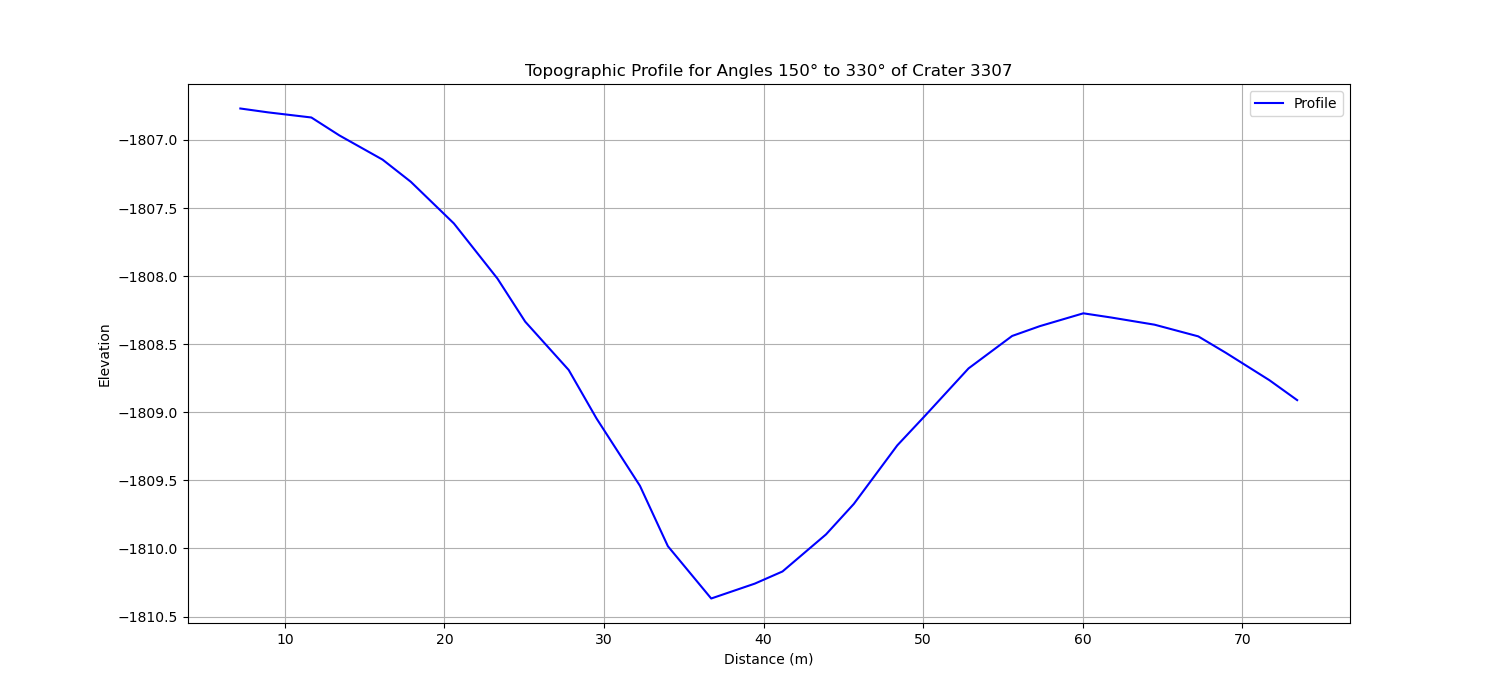 Topographic Profile for Angles 150° to 330° of Crater 3307
Profile
−1807.0
−1807.5
−1808.0
−1808.5
−1809.0
−1809.5
−1810.0
−1810.5
Elevation
10 20 30 40 50 60 70
Distance (m)